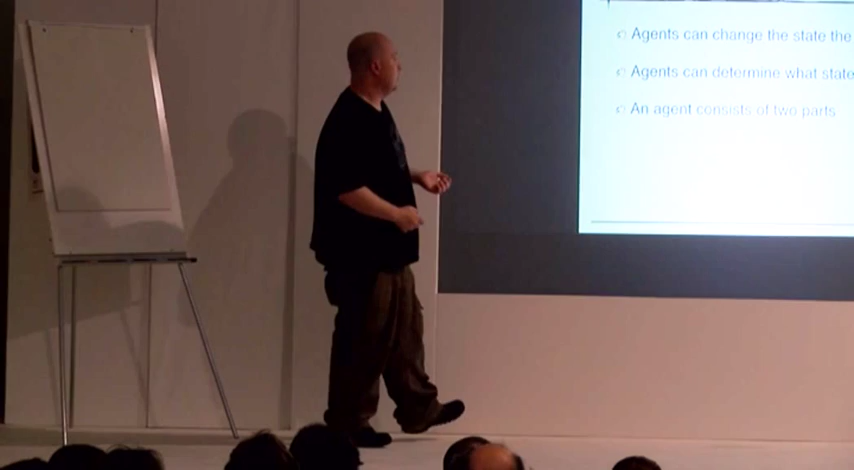 Agents can change the state the
Agents can determine what state
An agent consists of two parts